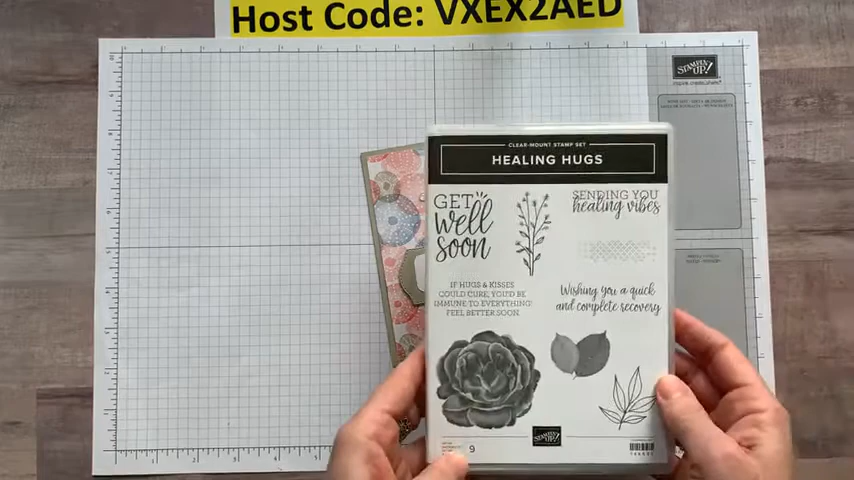 Host Code: VXEX2AED
STAMPIN' UP!
CLEAR-MOUNT STAMP SET
HEALING HUGS
GET
well
soon
SENDING YOU
healing vibes
IF HUGS & KISSES
COULD CURE, YOU'D BE
IMMUNE TO EVERYTHING
FEEL BETTER SOON.
Wishing you a quick
and complete recovery
STAMPIN' UP!
9